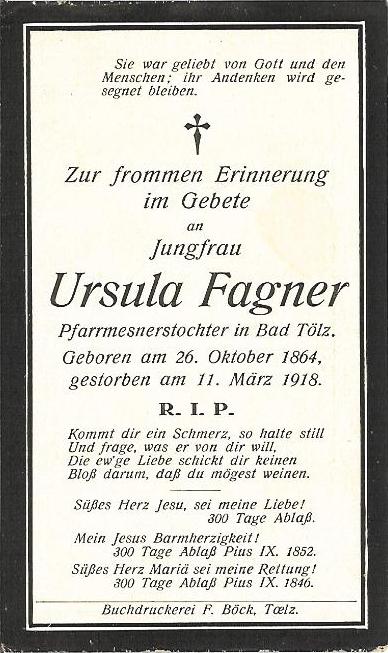 Sie war geliebt von Gott und den
Menschen; ihr Andenken wird ge-
segnet bleiben.
Zur frommen Erinnerung
im Gebete
an
Jungfrau
Ursula Fagner
Pfarrmesnerstochter in Bad Tölz.
Geboren am 26. Oktober 1864,
gestorben am 11. März 1918.
R. I. P.
Kommt dir ein Schmerz, so halte still
Und frage, was er von dir will,
Die ew'ge Liebe schickt dir keinen
Bloß darum, daß du mögest weinen.
Süßes Herz Jesu, sei meine Liebe!
300 Tage Ablaß.
Mein Jesus Barmherzigkeit!
300 Tage Ablaß Pius IX. 1852.
Süßes Herz Mariä sei meine Rettung!
300 Tage Ablaß Pius IX. 1846.
Buchdruckerei F. Böck, Tœlz.